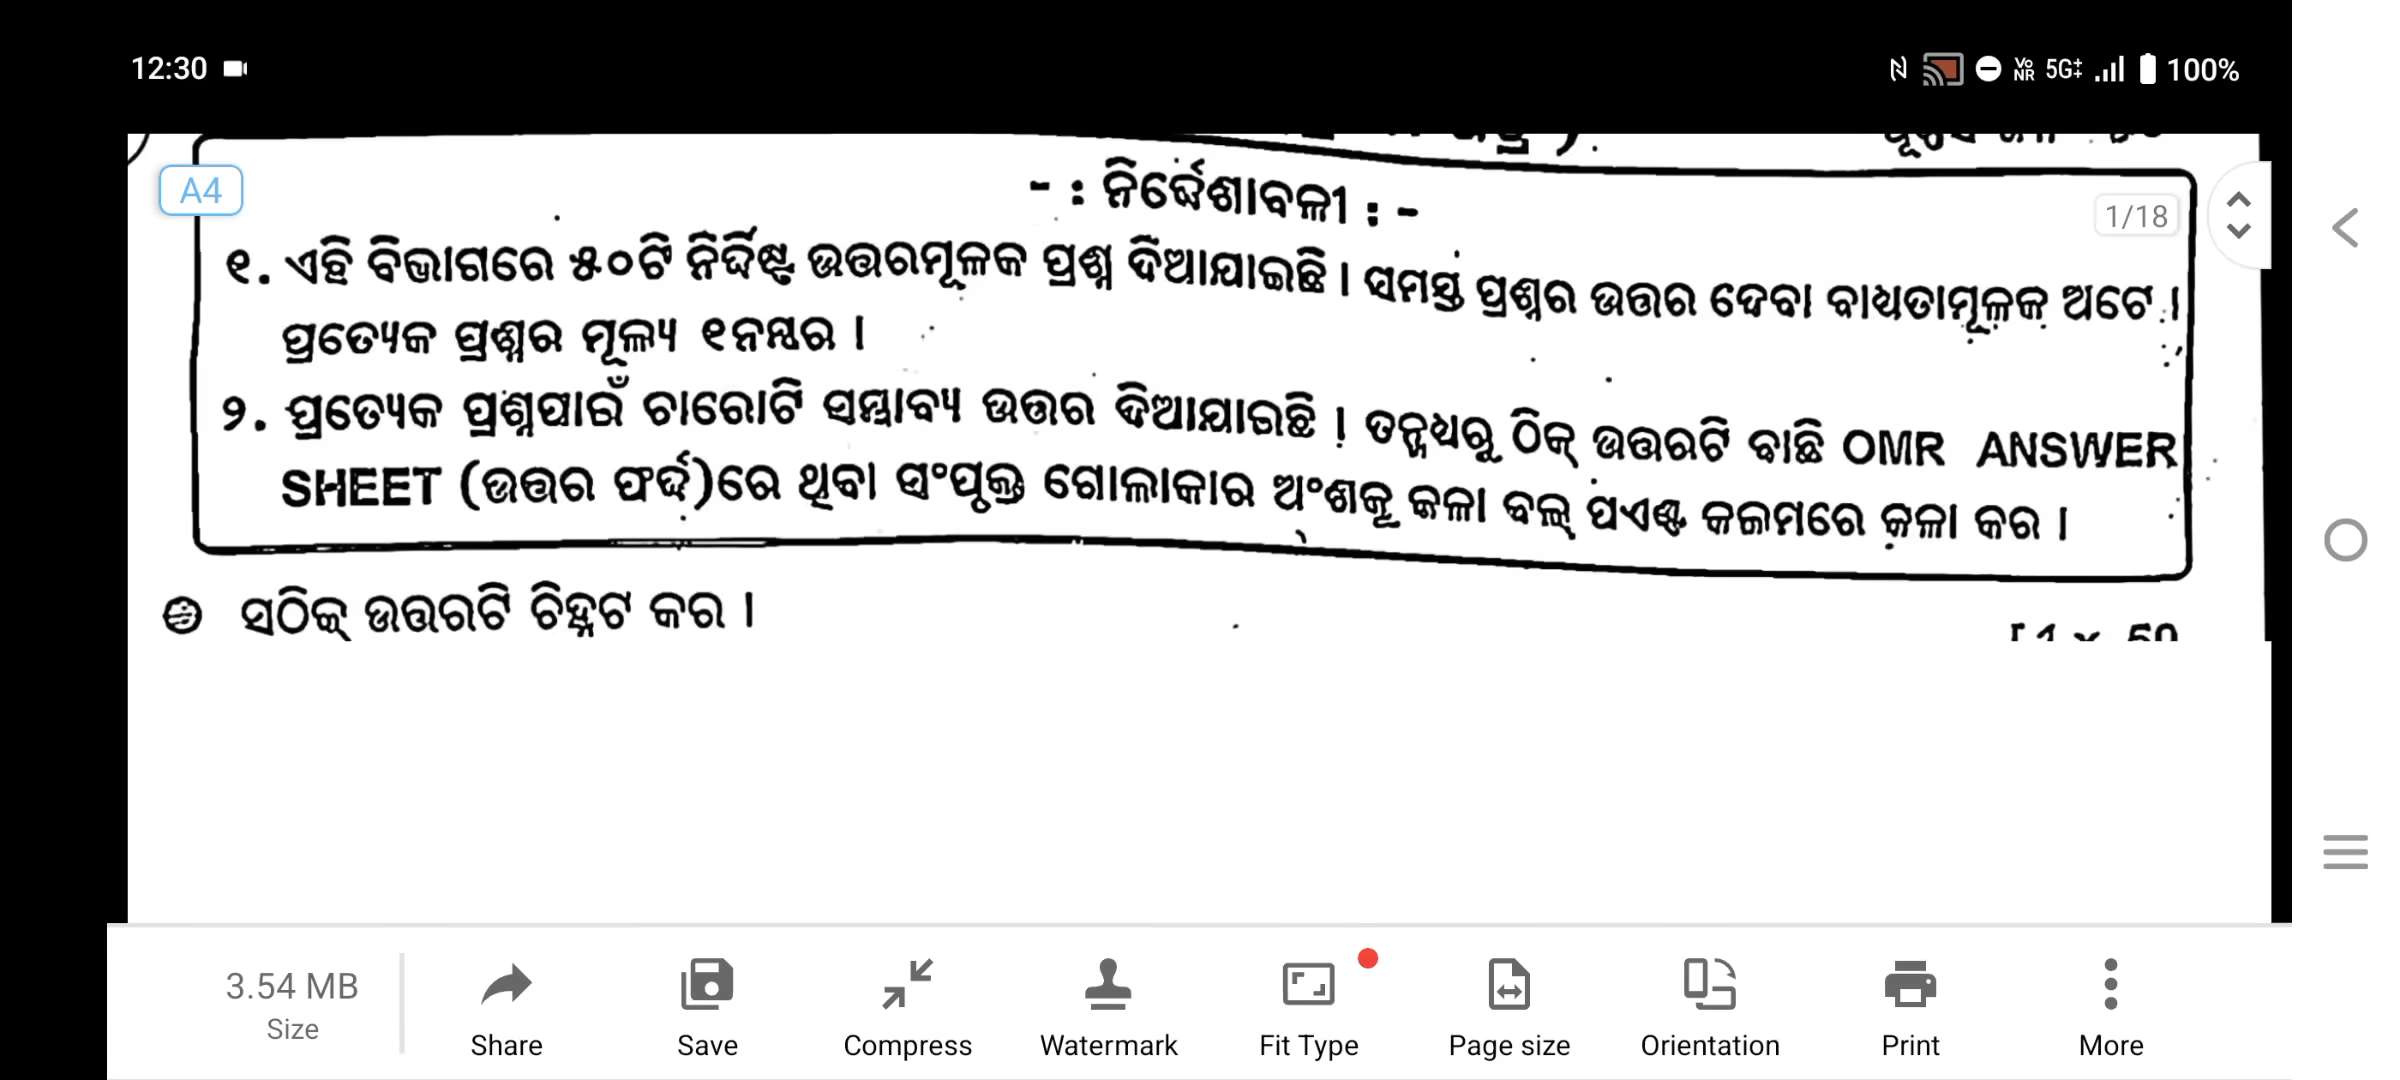 12:30
VoNR 5G 100%
A4
- : ନିର୍ଦ୍ଦେଶାବଳୀ : -
1/18
୧. ଏହି ବିଭାଗରେ ୫୦ଟି ନିର୍ଦ୍ଦିଷ୍ଟ ଉତ୍ତରମୂଳକ ପ୍ରଶ୍ନ ଦିଆଯାଇଛି । ସମସ୍ତ ପ୍ରଶ୍ନର ଉତ୍ତର ଦେବା ବାଧ୍ୟତାମୂଳକ ଅଟେ ।
ପ୍ରତ୍ୟେକ ପ୍ରଶ୍ନର ମୂଲ୍ୟ ୧ନମ୍ବର ।
୨. ପ୍ରତ୍ୟେକ ପ୍ରଶ୍ନପାଇଁ ଚାରୋଟି ସମ୍ଭାବ୍ୟ ଉତ୍ତର ଦିଆଯାଇଛି । ତନ୍ମଧ୍ୟରୁ ଠିକ୍ ଉତ୍ତରଟି ବାଛି OMR ANSWER
SHEET (ଉତ୍ତର ଫର୍ଦ୍ଦ)ରେ ଥିବା ସଂପୃକ୍ତ ଗୋଲାକାର ଅଂଶକୁ କଳା ବଲ୍ ପଏଣ୍ଟ କଲମରେ କଳା କର ।
ସଠିକ୍ ଉତ୍ତରଟି ଚିହ୍ନଟ କର ।
[1 × 50
3.54 MB
Size
Share
Save
Compress
Watermark
Fit Type
Page size
Orientation
Print
More